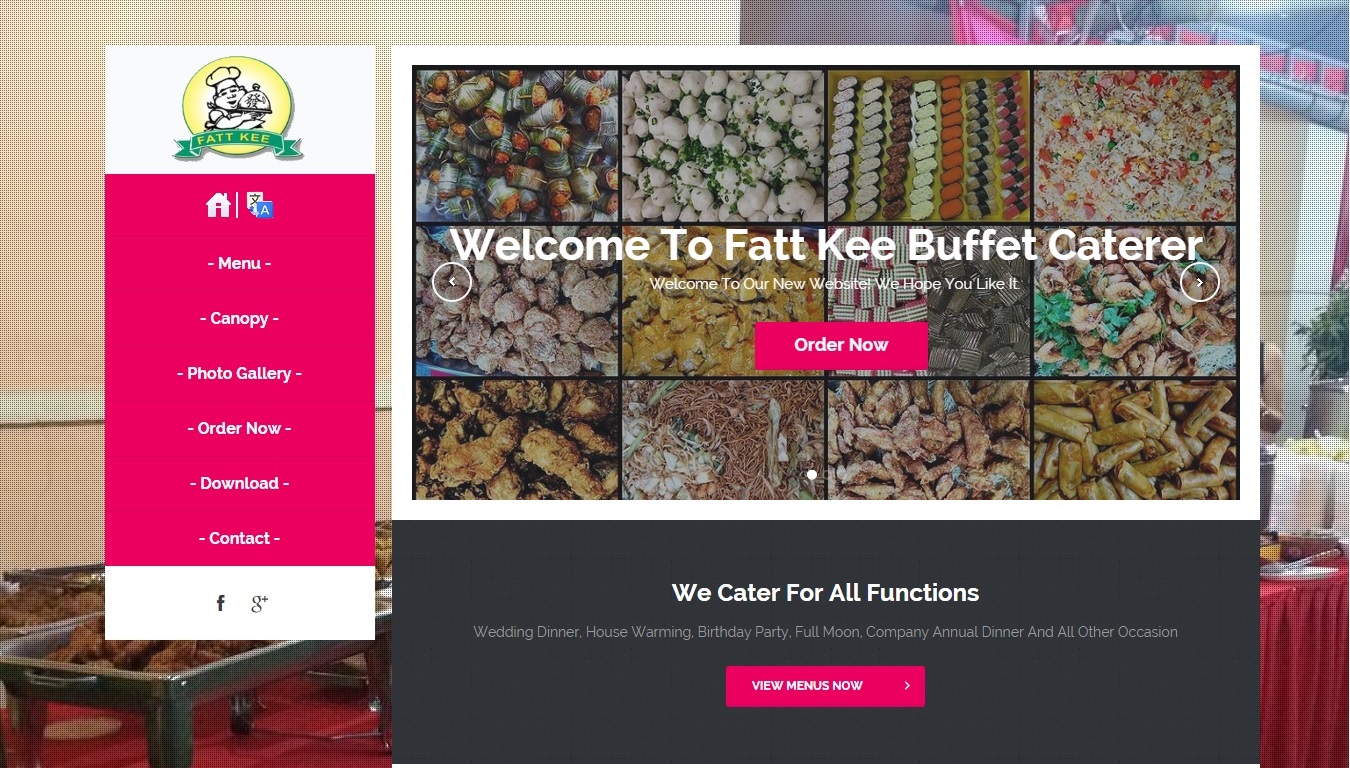 FATT KEE
文
A
- Menu -
- Canopy -
- Photo Gallery -
- Order Now -
- Download -
- Contact -
f
g+
Welcome To Fatt Kee Buffet Caterer
Welcome To Our New Website! We Hope You Like It.
Order Now
We Cater For All Functions
Wedding Dinner, House Warming, Birthday Party, Full Moon, Company Annual Dinner And All Other Occasion
VIEW MENUS NOW